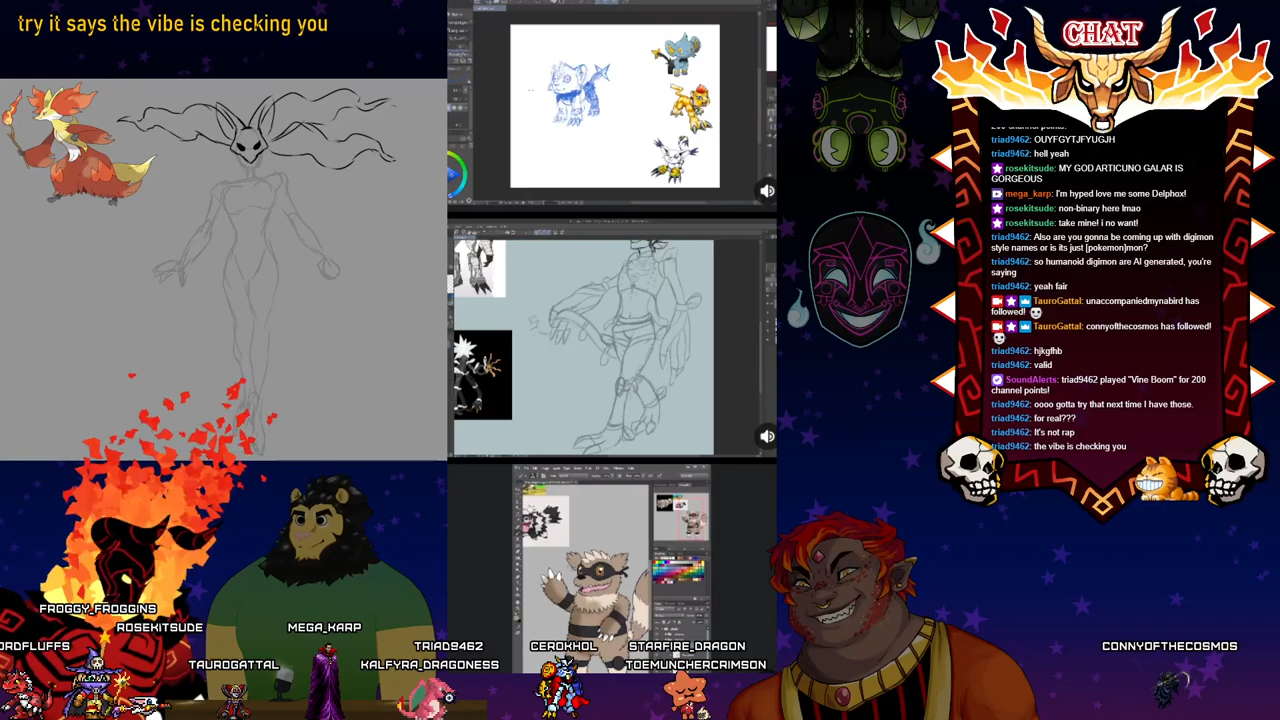 try it says the vibe is checking you
CHAT
200 channel points!
triad9462: OUYFGYTJFYUGJH
triad9462: hell yeah
rosekitsude: MY GOD ARTICUNO GALAR IS
GORGEOUS
mega_karp: I'm hyped love me some Delphox!
rosekitsude: non-binary here lmao
rosekitsude: take mine! i no want!
triad9462: Also are you gonna be coming up with digimon
style names or is its just [pokemon]mon?
triad9462: so humanoid digimon are AI generated, you're
saying
triad9462: yeah fair
TauroGattal: unaccompaniedmynabird has
followed!
TauroGattal: connyofthecosmos has followed!
triad9462: hjkgfhb
triad9462: valid
SoundAlerts: triad9462 played "Vine Boom" for 200
channel points!
triad9462: oooo gotta try that next time I have those.
triad9462: for real???
triad9462: It's not rap
triad9462: the vibe is checking you
FROGGY_FROGGINS
ROSEKITSUDE
MEGA_KARP
ORDFLUFFS
TAUROGATTAL
TRIAD9462
KALFYRA_DRAGONESS
CEROKHOL
STARFIRE_DRAGON
TOEMUNCHERCRIMSON
CONNYOFTHECOSMOS